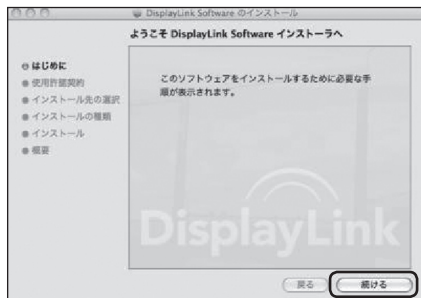 DisplayLink Software のインストール
ようこそ DisplayLink Software インストーラへ
はじめに
使用許諾契約
インストール先の選択
インストールの種類
インストール
概要
このソフトウェアをインストールするために必要な手
順が表示されます。
DisplayLink
戻る
続ける